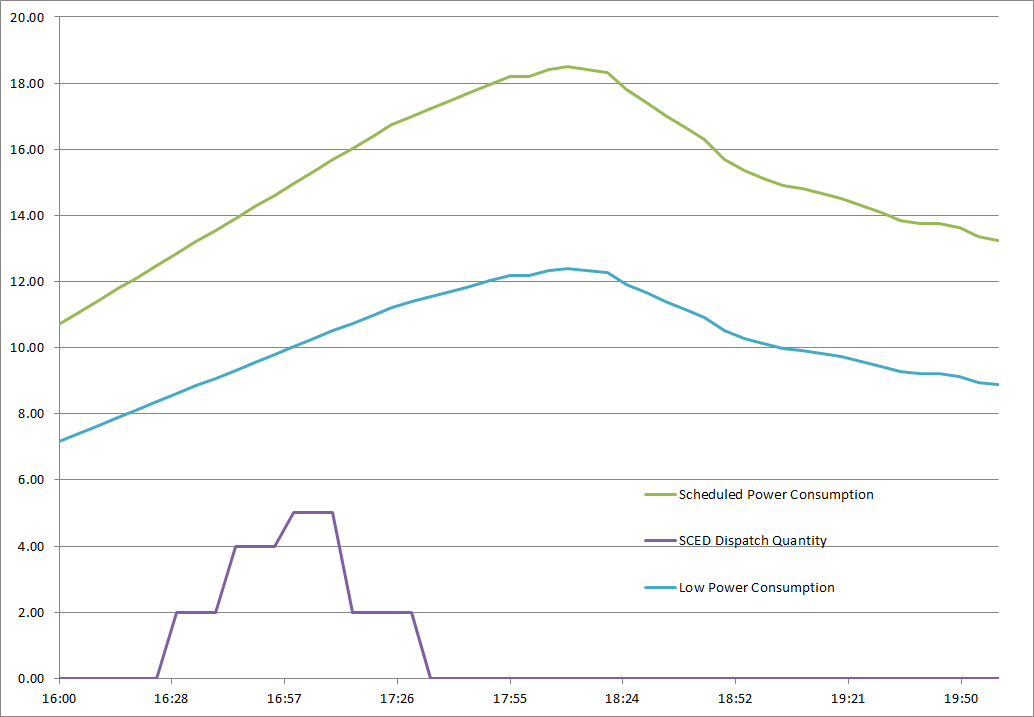 20.00
18.00
16.00
14.00
12.00
10.00
8.00
6.00
Scheduled Power Consumption
SCED Dispatch Quantity
4.00
Low Power Consumption
2.00
0.00
16:00 16:28 16:57 17:26 17:55 18:24 18:52 19:21 19:50